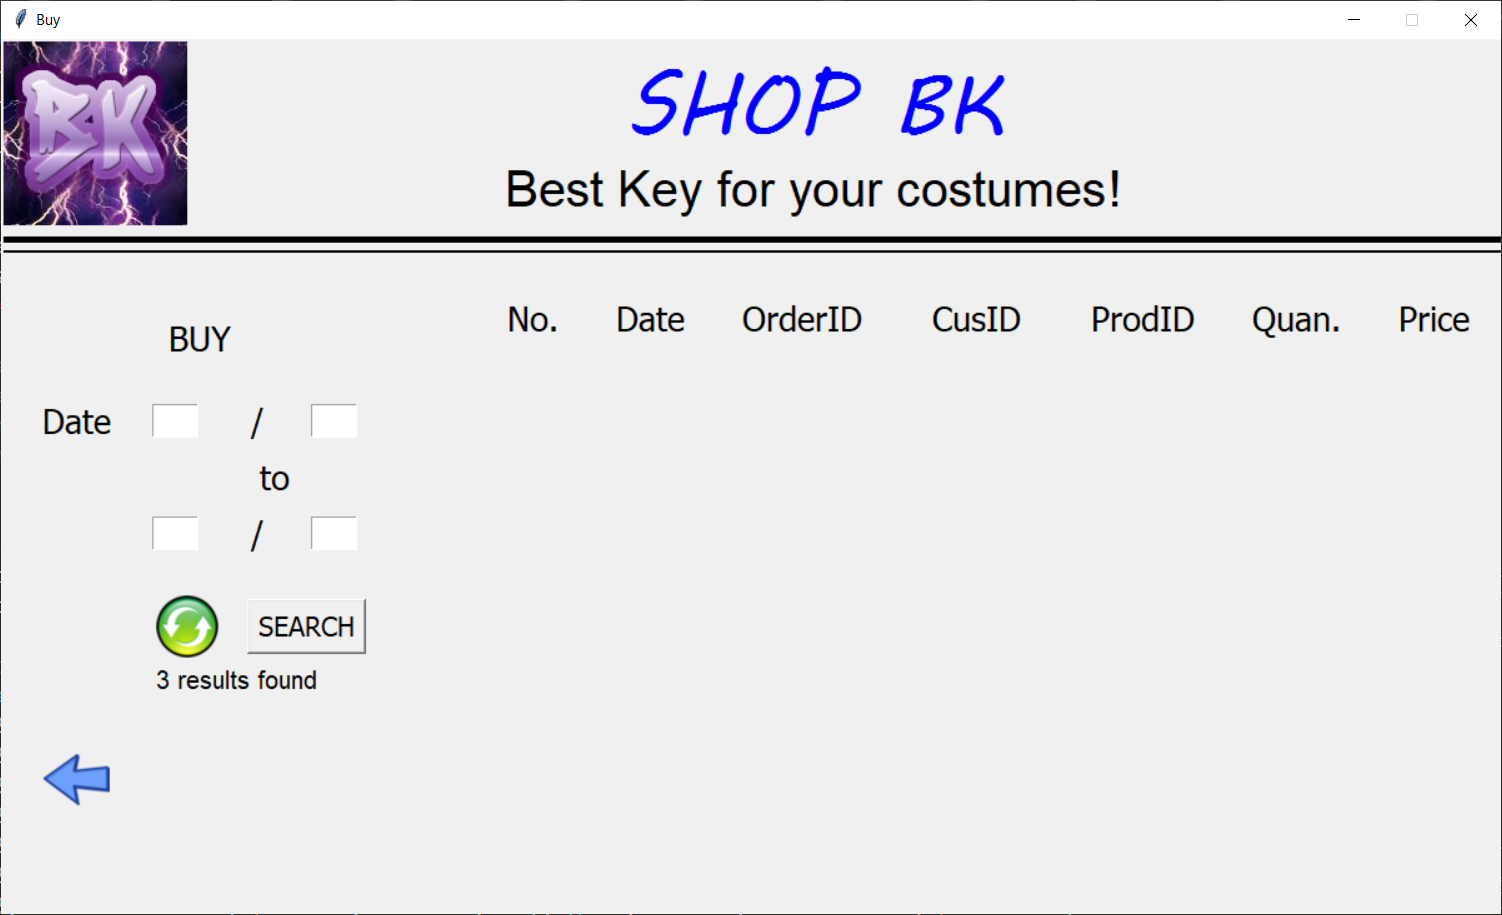 Buy
BK
SHOP BK
Best Key for your costumes!
No. Date OrderID CusID ProdID Quan. Price
BUY
Date / 
to
/
SEARCH
3 results found